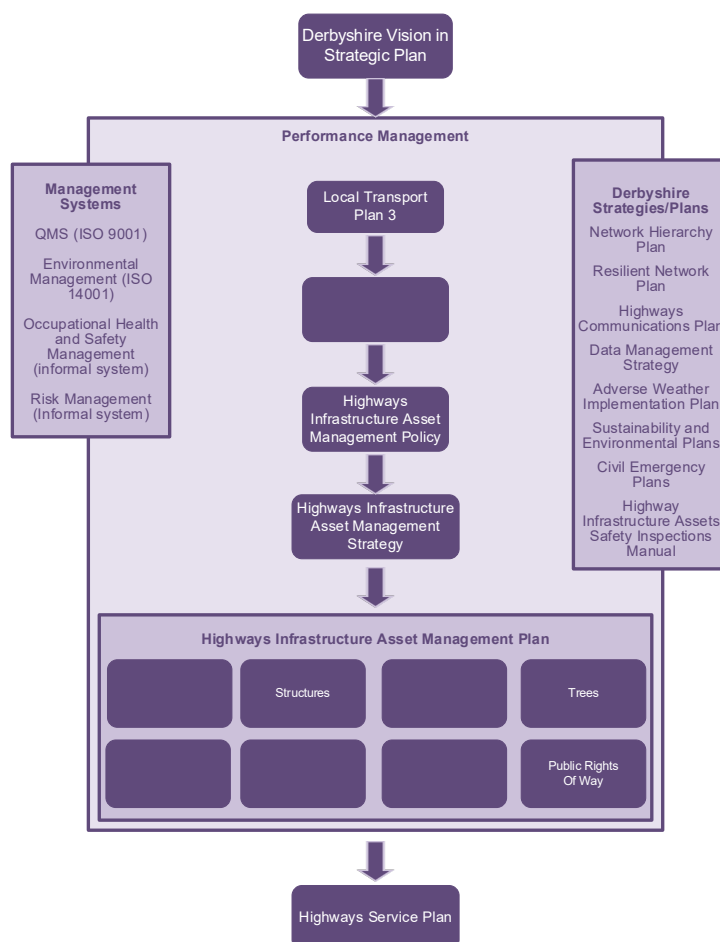 Derbyshire Vision in
Strategic Plan
Performance Management
Management
Systems
QMS (ISO 9001)
Environmental
Management (ISO
14001)
Occupational Health
and Safety
Management
(informal system)
Risk Management
(Informal system)
Local Transport
Plan 3
Highways
Infrastructure Asset
Management Policy
Highways Infrastructure
Asset Management
Strategy
Derbyshire
Strategies/Plans
Network Hierarchy
Plan
Resilient Network
Plan
Highways
Communications Plan
Data Management
Strategy
Adverse Weather
Implementation Plan
Sustainability and
Environmental Plans
Civil Emergency
Plans
Highway
Infrastructure Assets
Safety Inspections
Manual
Highways Infrastructure Asset Management Plan
Structures
Trees
Public Rights
Of Way
Highways Service Plan